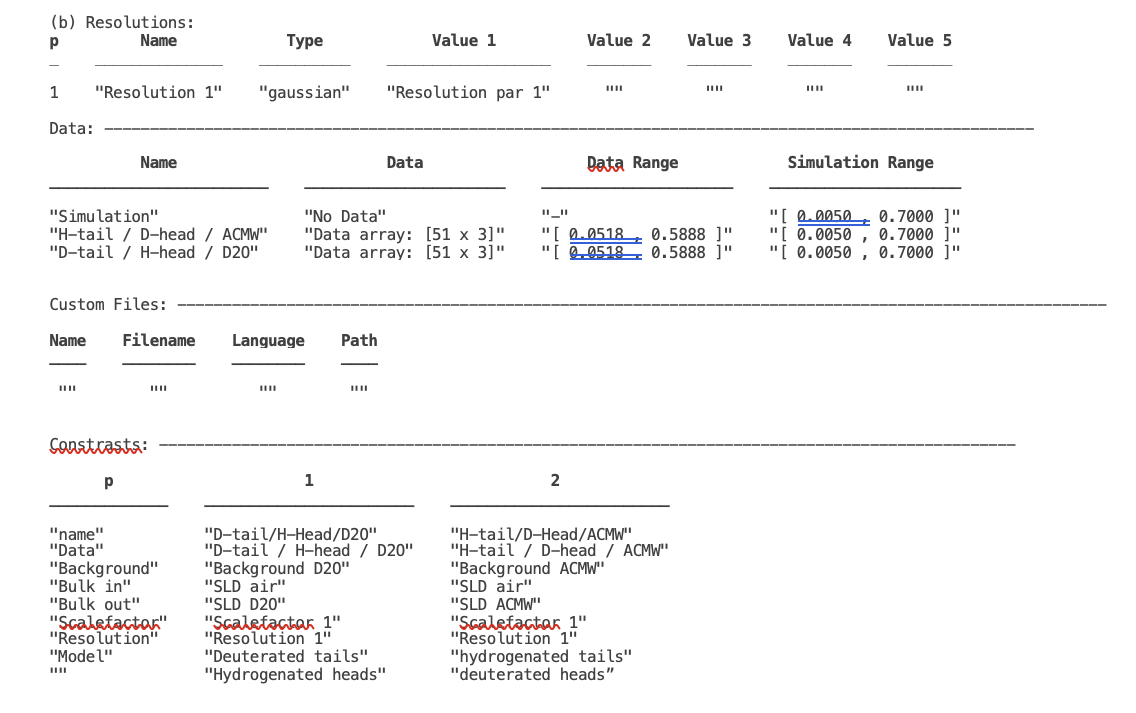 (b) Resolutions:
p Name Type Value 1 Value 2 Value 3 Value 4 Value 5
1 "Resolution 1" "gaussian" "Resolution par 1" "" "" "" ""
Data: ------------------------------------------------------------------------------------------------------
Name Data Data Range Simulation Range
"Simulation" "No Data" "-" "[ 0.0050 , 0.7000 ]"
"H-tail / D-head / ACMW" "Data array: [51 x 3]" "[ 0.0518 , 0.5888 ]" "[ 0.0050 , 0.7000 ]"
"D-tail / H-head / D2O" "Data array: [51 x 3]" "[ 0.0518 , 0.5888 ]" "[ 0.0050 , 0.7000 ]"
Custom Files: ------------------------------------------------------------------------------------------------------
Name Filename Language Path
"" "" "" ""
Constrasts: ----------------------------------------------------------------------------------------------
p 1 2
"name" "D-tail/H-Head/D2O" "H-tail/D-Head/ACMW"
"Data" "D-tail / H-head / D2O" "H-tail / D-head / ACMW"
"Background" "Background D2O" "Background ACMW"
"Bulk in" "SLD air" "SLD air"
"Bulk out" "SLD D2O" "SLD ACMW"
"Scalefactor" "Scalefactor 1" "Scalefactor 1"
"Resolution" "Resolution 1" "Resolution 1"
"Model" "Deuterated tails" "hydrogenated tails"
"" "Hydrogenated heads" "deuterated heads”